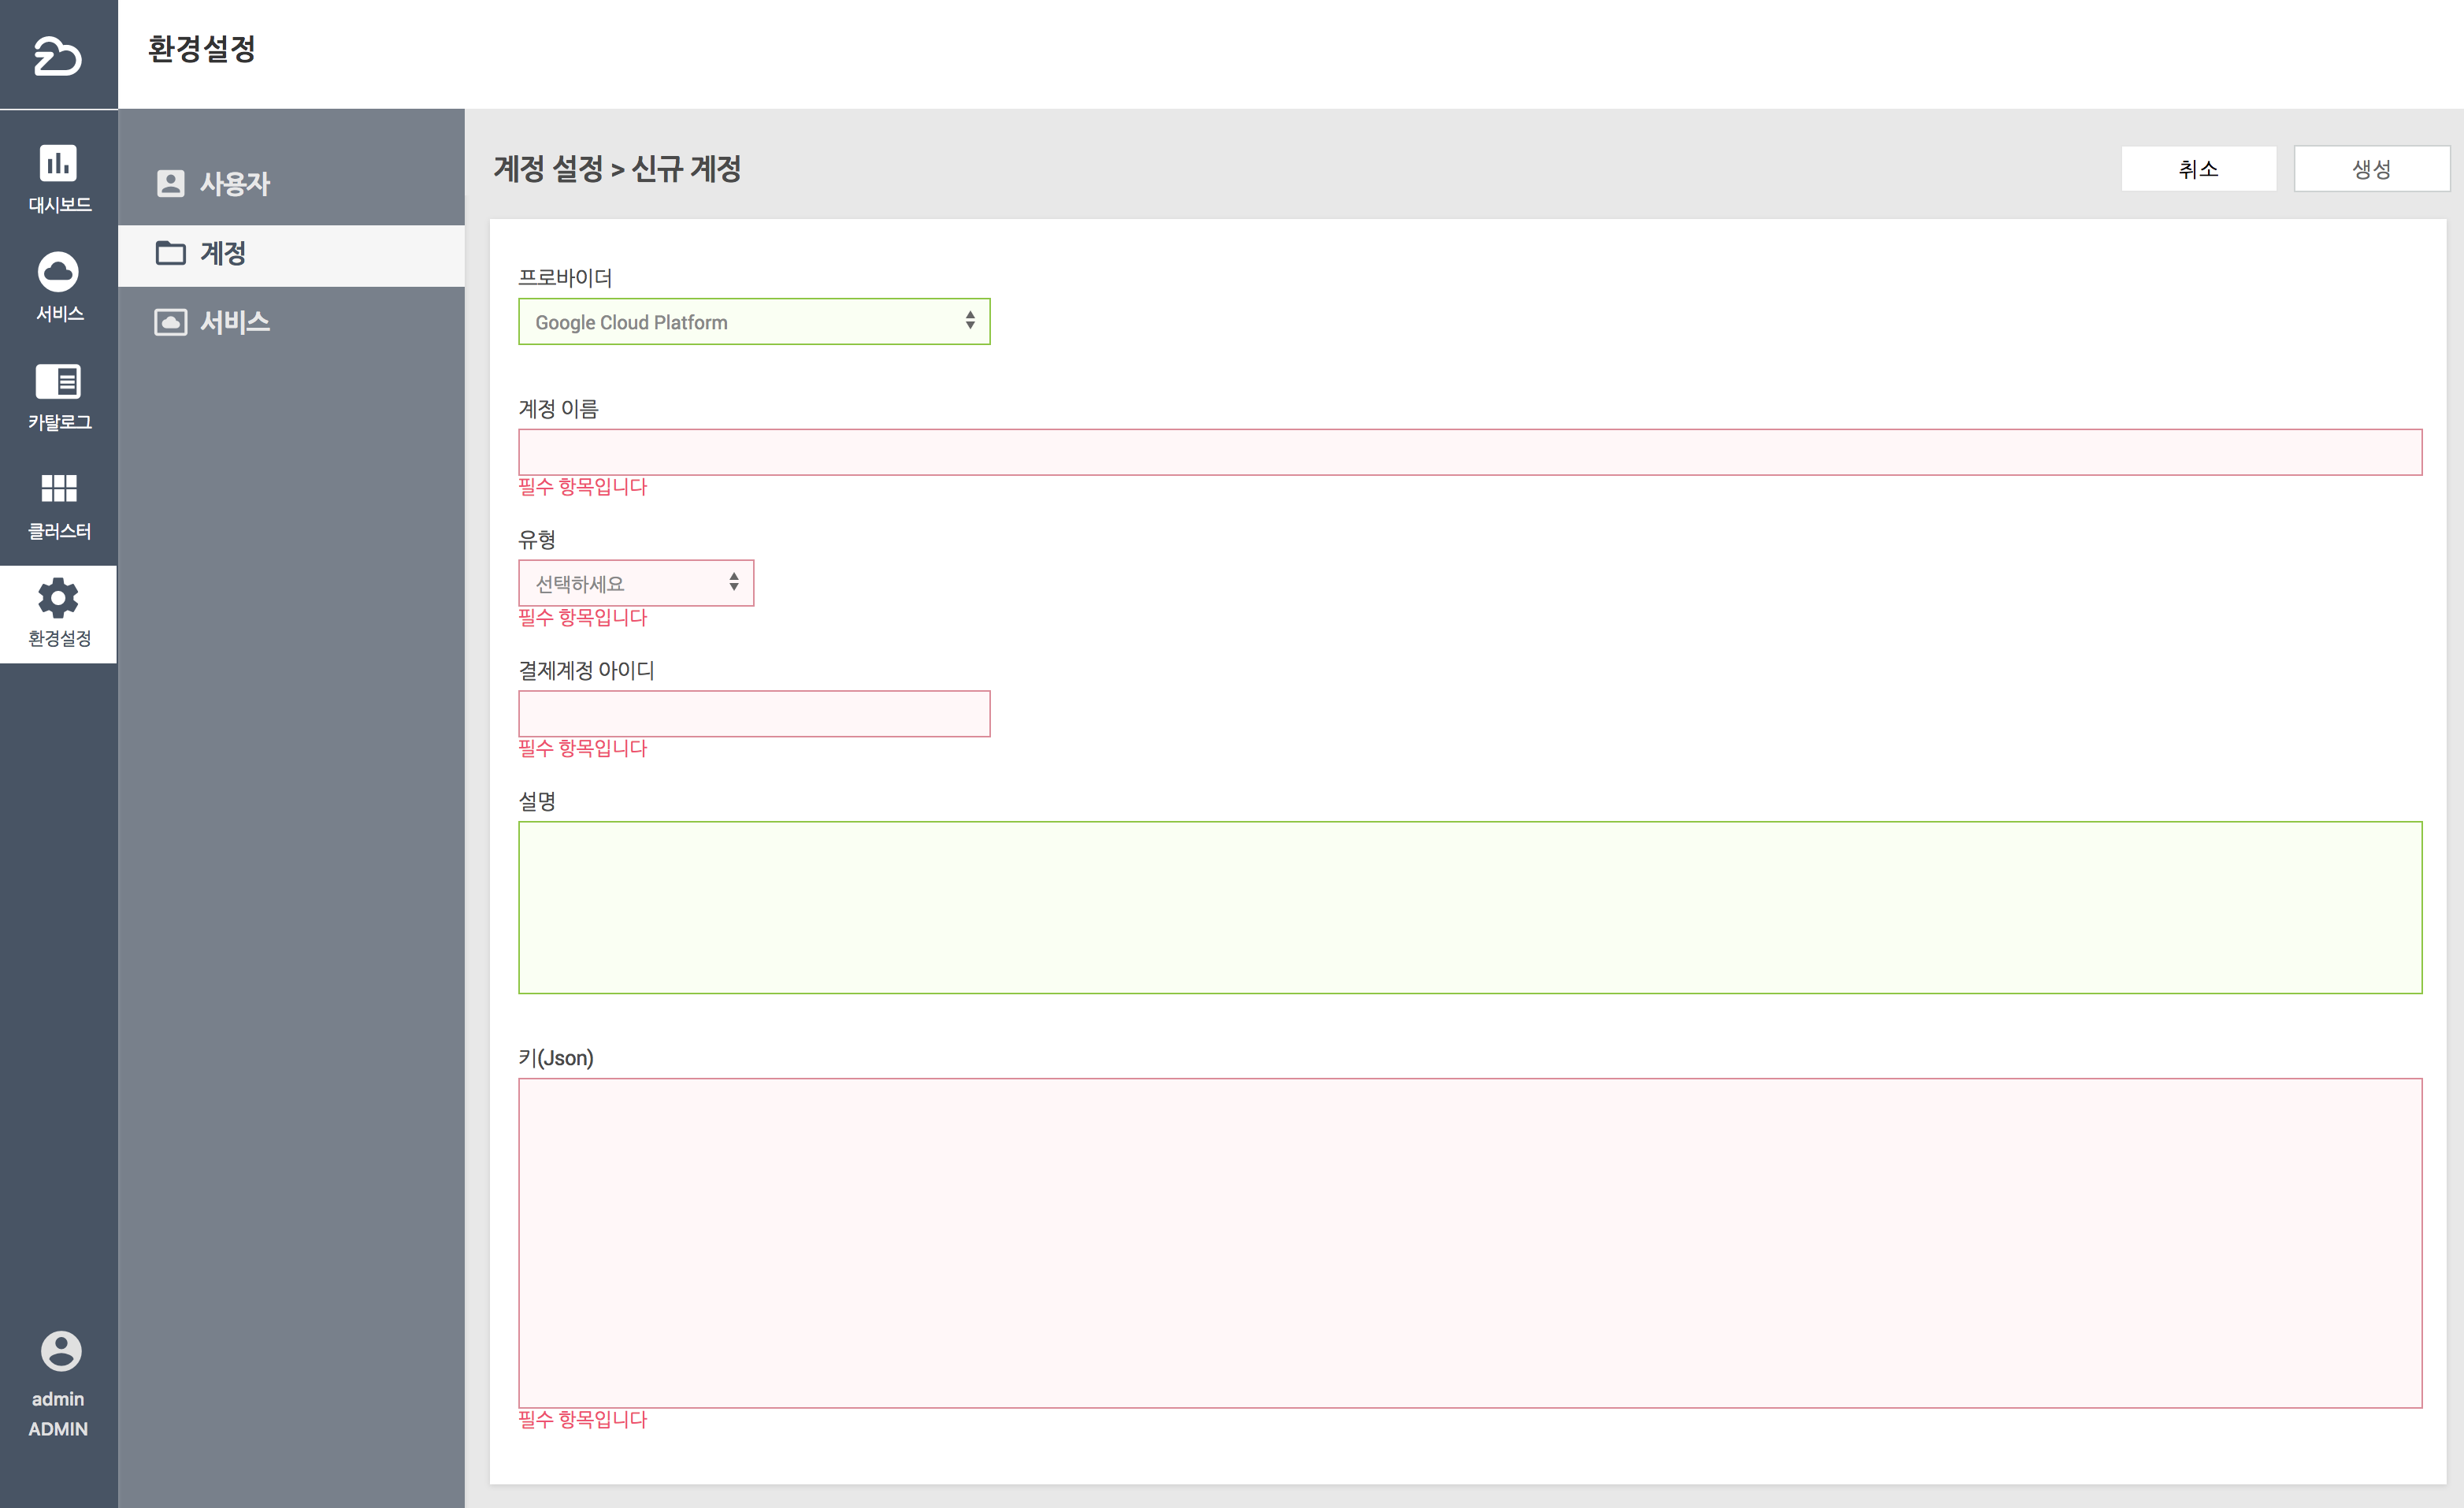 환경설정
대시보드
서비스
카탈로그
클러스터
환경설정
admin
ADMIN
사용자
계정
서비스
계정 설정 > 신규 계정
취소
생성
프로바이더
Google Cloud Platform
계정 이름
필수 항목입니다
유형
선택하세요
필수 항목입니다
결제계정 아이디
필수 항목입니다
설명
키(Json)
필수 항목입니다